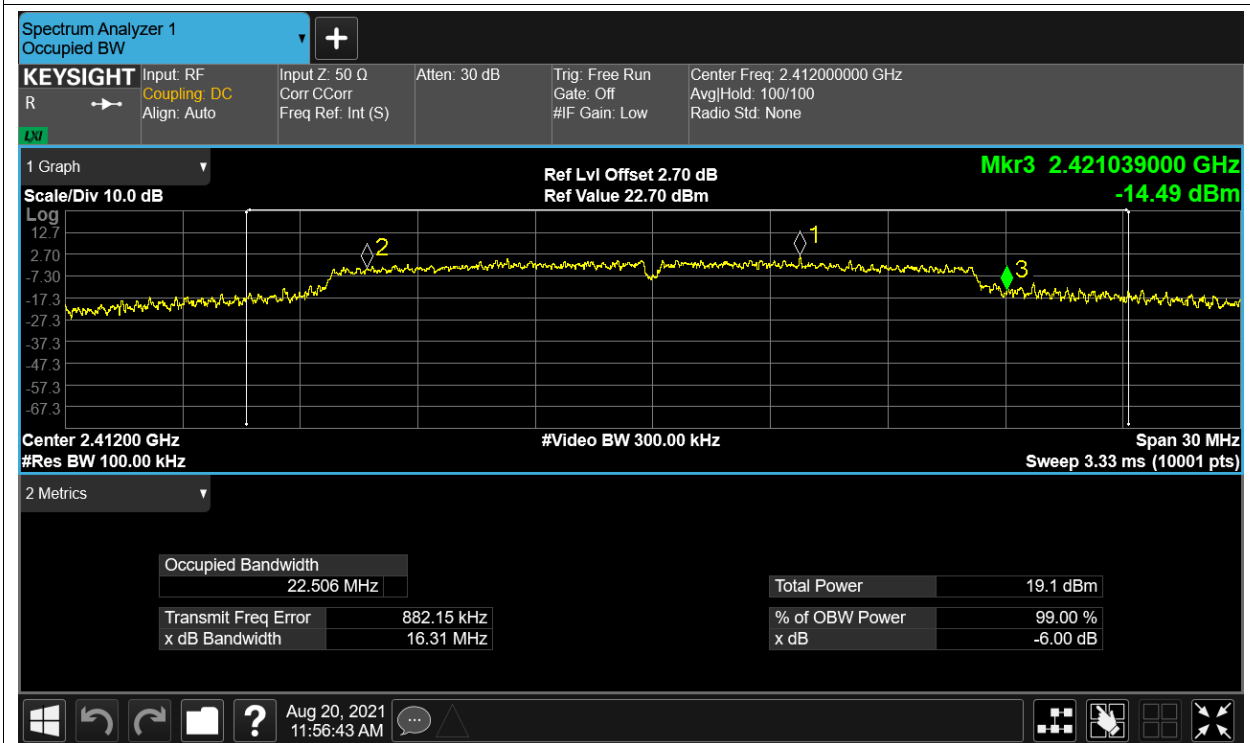 Spectrum Analyzer 1
Occupied BW
KEYSIGHT
R
LXI
Input: RF
Coupling: DC
Align: Auto
Input Z: 50 Ω
Corr CCorr
Freq Ref: Int (S)
Atten: 30 dB
Trig: Free Run
Gate: Off
#IF Gain: Low
Center Freq: 2.412000000 GHz
Avg|Hold: 100/100
Radio Std: None
1 Graph
Scale/Div 10.0 dB
Ref Lvl Offset 2.70 dB
Ref Value 22.70 dBm
Mkr3 2.421039000 GHz
-14.49 dBm
Log
12.7
2.70
-7.30
-17.3
-27.3
-37.3
-47.3
-57.3
-67.3
2
1
3
Center 2.41200 GHz
#Res BW 100.00 kHz
#Video BW 300.00 kHz
Span 30 MHz
Sweep 3.33 ms (10001 pts)
2 Metrics
Occupied Bandwidth
22.506 MHz
Transmit Freq Error 882.15 kHz
x dB Bandwidth 16.31 MHz
Total Power 19.1 dBm
% of OBW Power 99.00 %
x dB -6.00 dB
?
Aug 20, 2021
11:56:43 AM